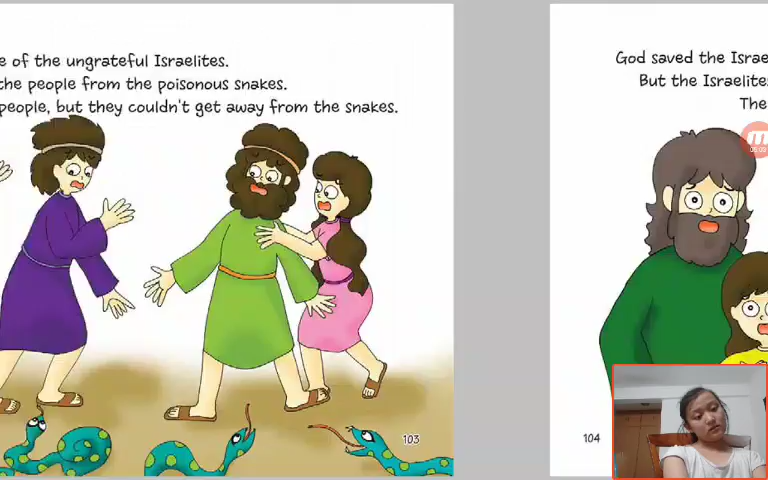 e of the ungrateful Israelites.
the people from the poisonous snakes.
people, but they couldn't get away from the snakes.
103
God saved the Israe
But the Israelites
The
104